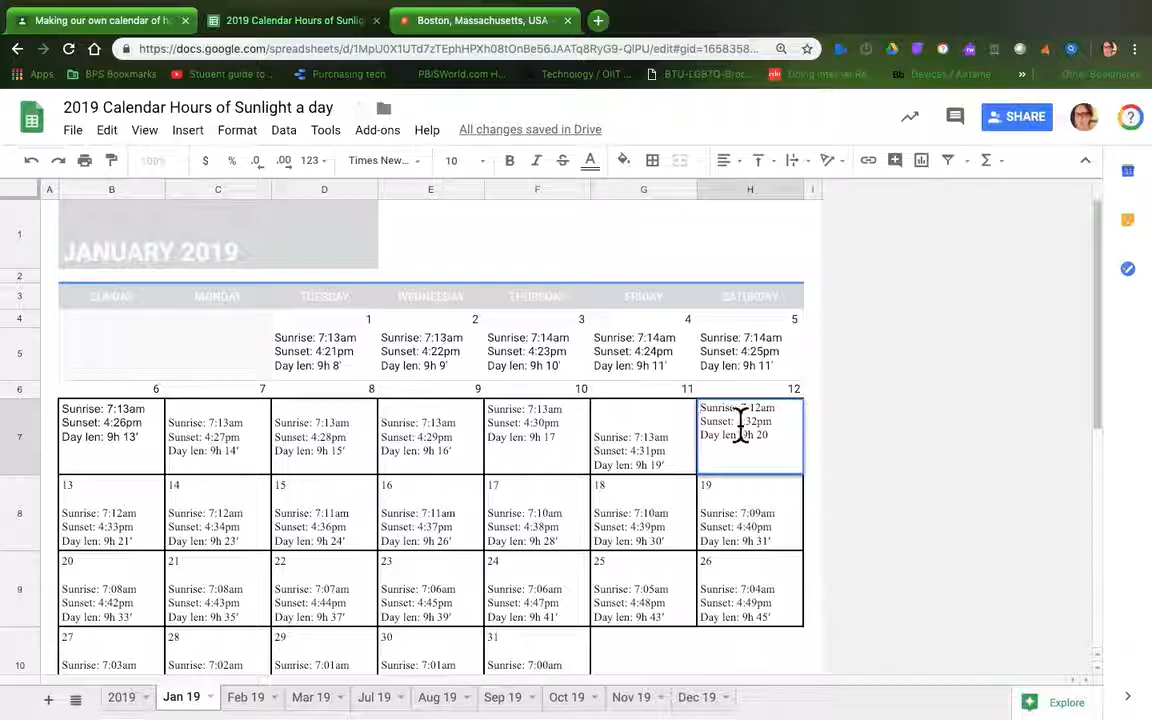 Making our own calendar of h
2019 Calendar Hours of Sunlig
Boston, Massachusetts, USA
https://docs.google.com/spreadsheets/d/1MpU0X1UTd7zTEphHPXh08tOnBe56JAATq8RyG9-QlPU/edit#gid=1658358...
Apps BPS Bookmarks Student guide to .. Purchasing tech PBISWorld.com H... Technology / OIIT ... BTU-LGBTQ-Broc... Doing Internet Re.. Bb Devices / Airtame » Other Bookmarks
2019 Calendar Hours of Sunlight a day
SHARE
File Edit View Insert Format Data Tools Add-ons Help All changes saved in Drive
100% $ % .0 .00 123 Times New... 10 B I S A
A B C D E F G H I
1 JANUARY 2019
2
3 SUNDAY MONDAY TUESDAY WEDNESDAY THURSDAY FRIDAY SATURDAY
4 1 2 3 4 5
Sunrise: 7:13am Sunrise: 7:13am Sunrise: 7:14am Sunrise: 7:14am Sunrise: 7:14am
5 Sunset: 4:21pm Sunset: 4:22pm Sunset: 4:23pm Sunset: 4:24pm Sunset: 4:25pm
Day len: 9h 8' Day len: 9h 9' Day len: 9h 10' Day len: 9h 11' Day len: 9h 11'
6 6 7 8 9 10 11 12
Sunrise: 7:13am Sunrise: 7:13am Sunrise: 12am
Sunset: 4:26pm Sunrise: 7:13am Sunrise: 7:13am Sunrise: 7:13am Sunset: 4:30pm Sunset: 32pm
7 Day len: 9h 13' Sunset: 4:27pm Sunset: 4:28pm Sunset: 4:29pm Day len: 9h 17 Sunrise: 7:13am Day len 9h 20
Day len: 9h 14' Day len: 9h 15' Day len: 9h 16' Sunset: 4:31pm
Day len: 9h 19'
13 14 15 16 17 18 19
8 Sunrise: 7:12am Sunrise: 7:12am Sunrise: 7:11am Sunrise: 7:11am Sunrise: 7:10am Sunrise: 7:10am Sunrise: 7:09am
Sunset: 4:33pm Sunset: 4:34pm Sunset: 4:36pm Sunset: 4:37pm Sunset: 4:38pm Sunset: 4:39pm Sunset: 4:40pm
Day len: 9h 21' Day len: 9h 23' Day len: 9h 24' Day len: 9h 26' Day len: 9h 28' Day len: 9h 30' Day len: 9h 31'
20 21 22 23 24 25 26
9 Sunrise: 7:08am Sunrise: 7:08am Sunrise: 7:07am Sunrise: 7:06am Sunrise: 7:06am Sunrise: 7:05am Sunrise: 7:04am
Sunset: 4:42pm Sunset: 4:43pm Sunset: 4:44pm Sunset: 4:45pm Sunset: 4:47pm Sunset: 4:48pm Sunset: 4:49pm
Day len: 9h 33' Day len: 9h 35' Day len: 9h 37' Day len: 9h 39' Day len: 9h 41' Day len: 9h 43' Day len: 9h 45'
27 28 29 30 31
10 Sunrise: 7:03am Sunrise: 7:02am Sunrise: 7:01am Sunrise: 7:01am Sunrise: 7:00am
2019 Jan 19 Feb 19 Mar 19 Jul 19 Aug 19 Sep 19 Oct 19 Nov 19 Dec 19 Explore